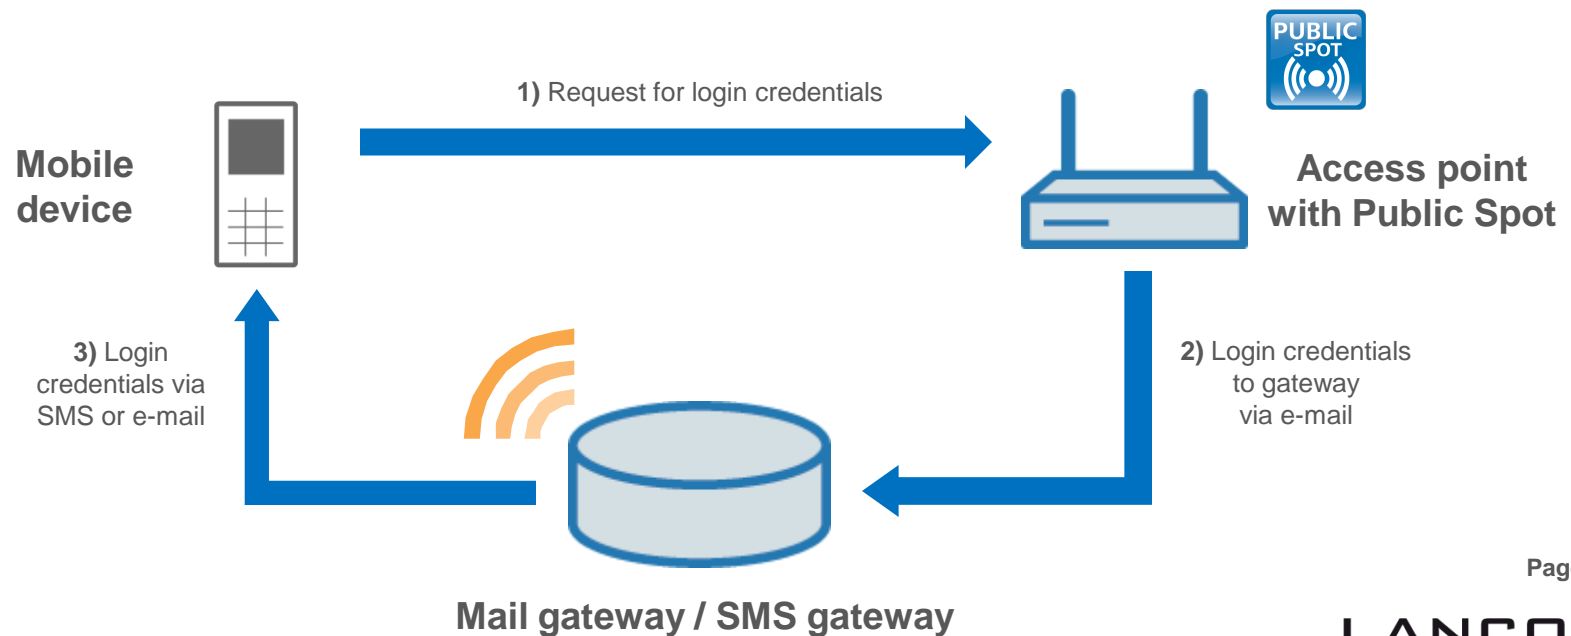 PUBLIC
SPOT
1) Request for login credentials
Mobile
device
Access point
with Public Spot
3) Login
credentials via
SMS or e-mail
2) Login credentials
to gateway
via e-mail
Mail gateway / SMS gateway
Pag
LANCO